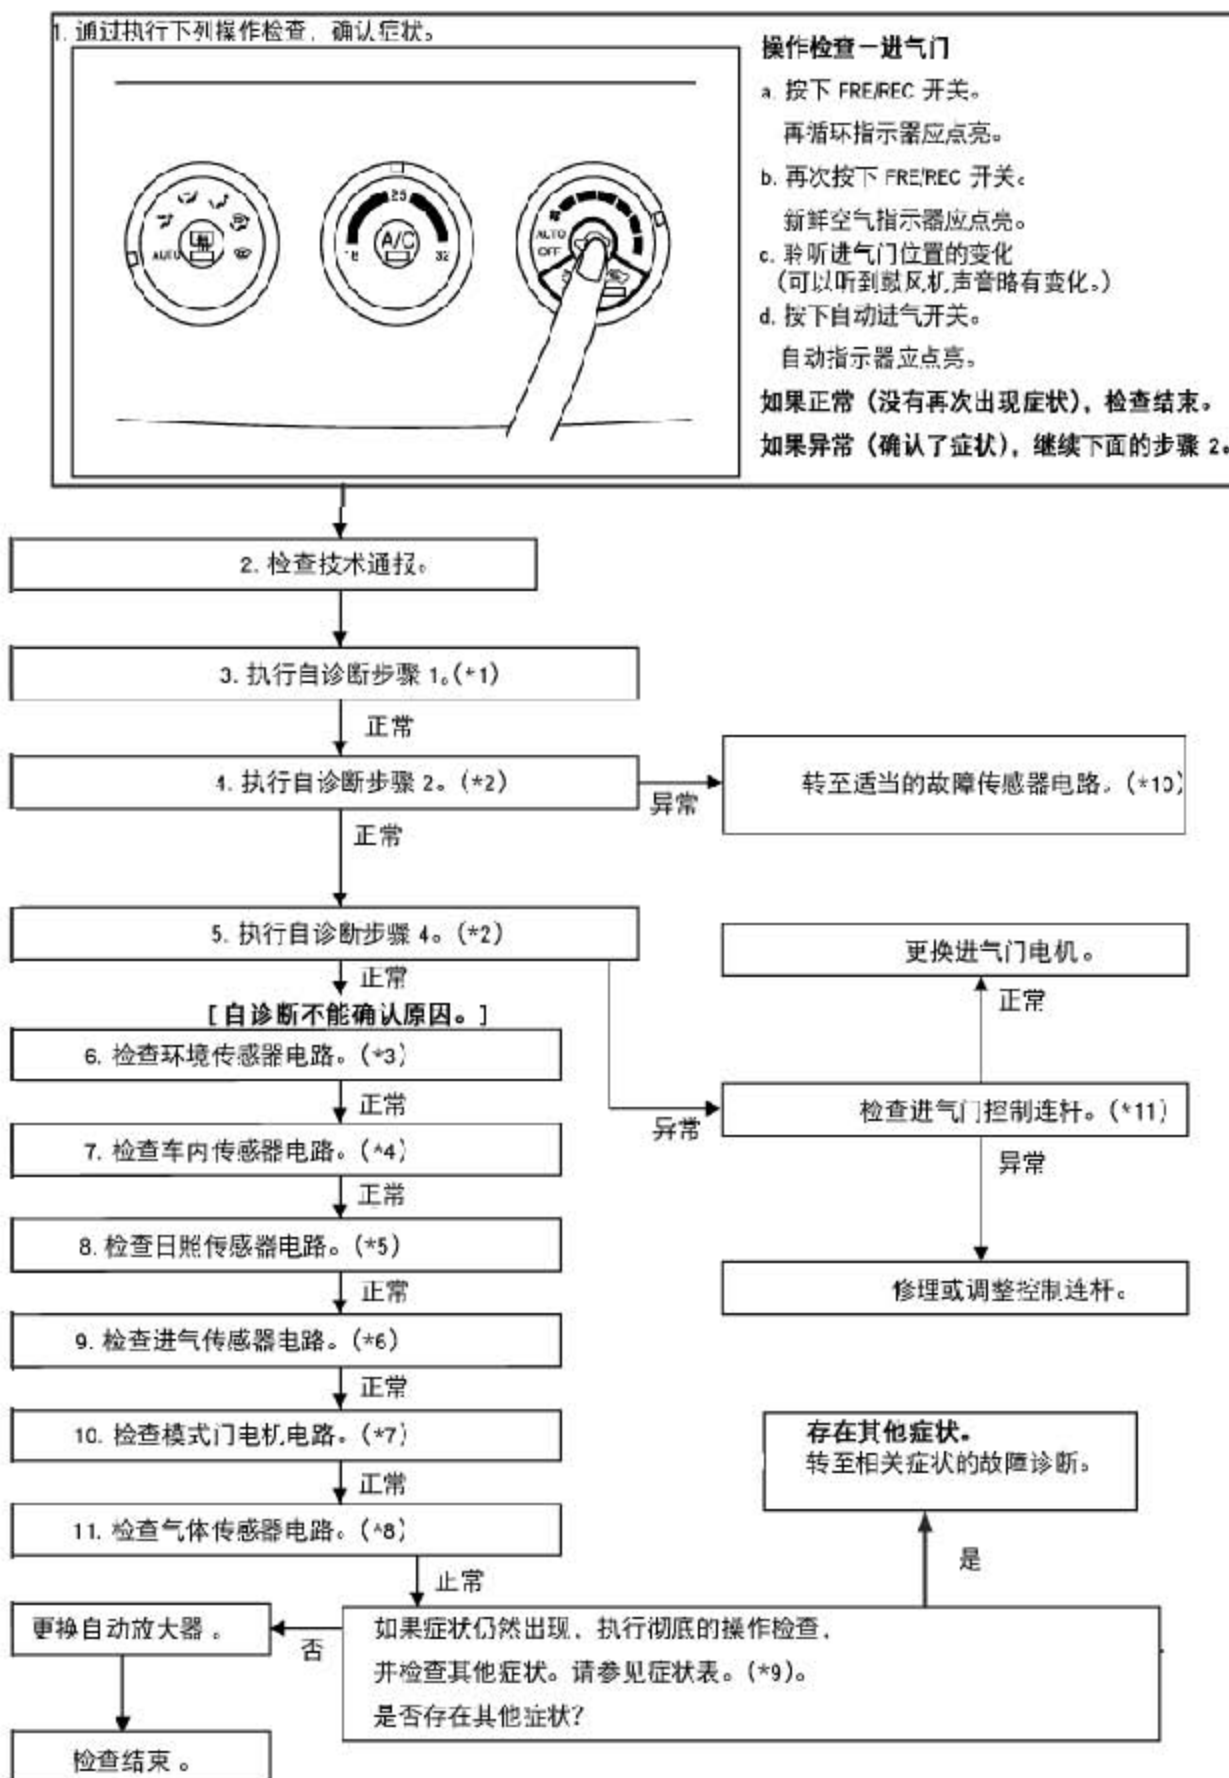 1. 通过执行下列操作检查，确认症状。
AUTO
18
25
32
A/C
AUTO
OFF
操作检查－进气门
a. 按下 FRE/REC 开关。
再循环指示器应点亮。
b. 再次按下 FRE/REC 开关。
新鲜空气指示器应点亮。
c. 聆听进气门位置的变化
(可以听到鼓风机声音略有变化。)
d. 按下自动进气开关。
自动指示器应点亮。
如果正常 (没有再次出现症状)，检查结束。
如果异常 (确认了症状)，继续下面的步骤 2。
2. 检查技术通报。
3. 执行自诊断步骤 1。(*1)
正常
4. 执行自诊断步骤 2。(*2)
异常
转至适当的故障传感器电路。(*10)
正常
5. 执行自诊断步骤 4。(*2)
更换进气门电机。
正常
正常
[自诊断不能确认原因。]
6. 检查环境传感器电路。(*3)
正常
异常
检查进气门控制连杆。(*11)
异常
7. 检查车内传感器电路。(*4)
正常
8. 检查日照传感器电路。(*5)
修理或调整控制连杆。
正常
9. 检查进气传感器电路。(*6)
正常
10. 检查模式门电机电路。(*7)
存在其他症状。
转至相关症状的故障诊断。
正常
11. 检查气体传感器电路。(*8)
是
正常
更换自动放大器。
否
如果症状仍然出现，执行彻底的操作检查，
并检查其他症状。请参见症状表。(*9)。
是否存在其他症状?
检查结束。